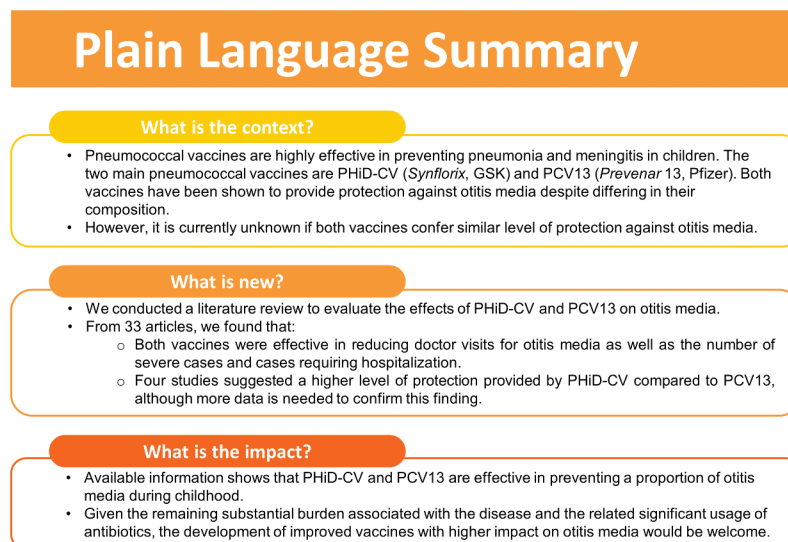 Plain Language Summary
What is the context?
• Pneumococcal vaccines are highly effective in preventing pneumonia and meningitis in children. The
two main pneumococcal vaccines are PHiD-CV (Synflorix, GSK) and PCV13 (Prevenar 13, Pfizer). Both
vaccines have been shown to provide protection against otitis media despite differing in their
composition.
• However, it is currently unknown if both vaccines confer similar level of protection against otitis media.
What is new?
• We conducted a literature review to evaluate the effects of PHiD-CV and PCV13 on otitis media.
• From 33 articles, we found that:
o Both vaccines were effective in reducing doctor visits for otitis media as well as the number of
severe cases and cases requiring hospitalization.
o Four studies suggested a higher level of protection provided by PHiD-CV compared to PCV13,
although more data is needed to confirm this finding.
What is the impact?
• Available information shows that PHiD-CV and PCV13 are effective in preventing a proportion of otitis
media during childhood.
• Given the remaining substantial burden associated with the disease and the related significant usage of
antibiotics, the development of improved vaccines with higher impact on otitis media would be welcome.